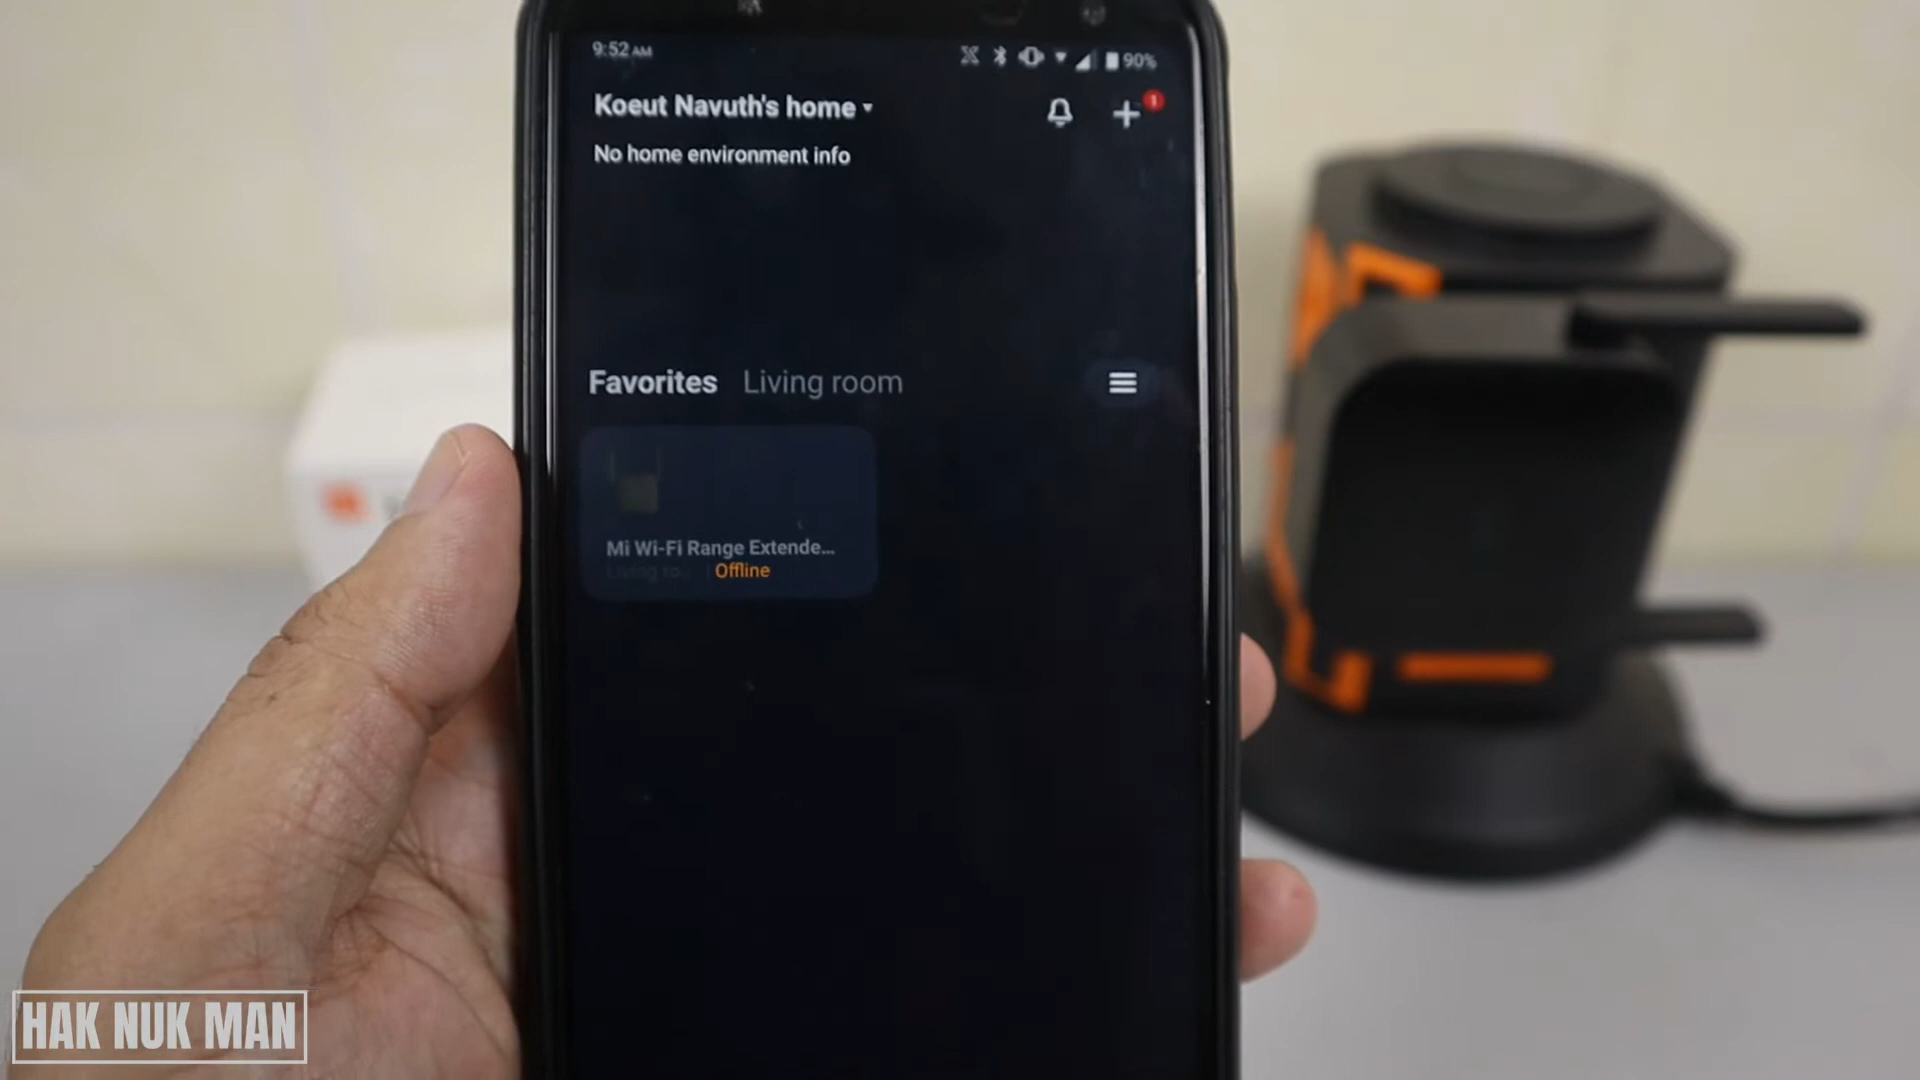 9:52 AM
90%
Koeut Navuth's home
1
No home environment info
Favorites Living room
Mi Wi-Fi Range Extende...
Living ro... | Offline
HAK NUK MAN